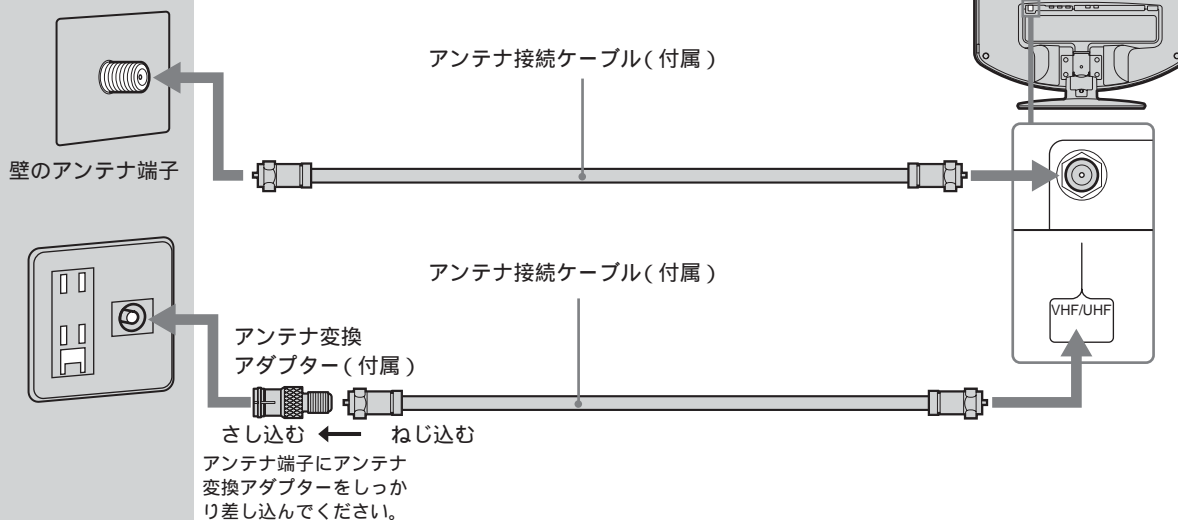 アンテナ接続ケーブル(付属)
壁のアンテナ端子
アンテナ接続ケーブル(付属)
VHF/UHF
アンテナ変換
アダプター(付属)
さし込む ← ねじ込む
アンテナ端子にアンテナ
変換アダプターをしっか
り差し込んでください。